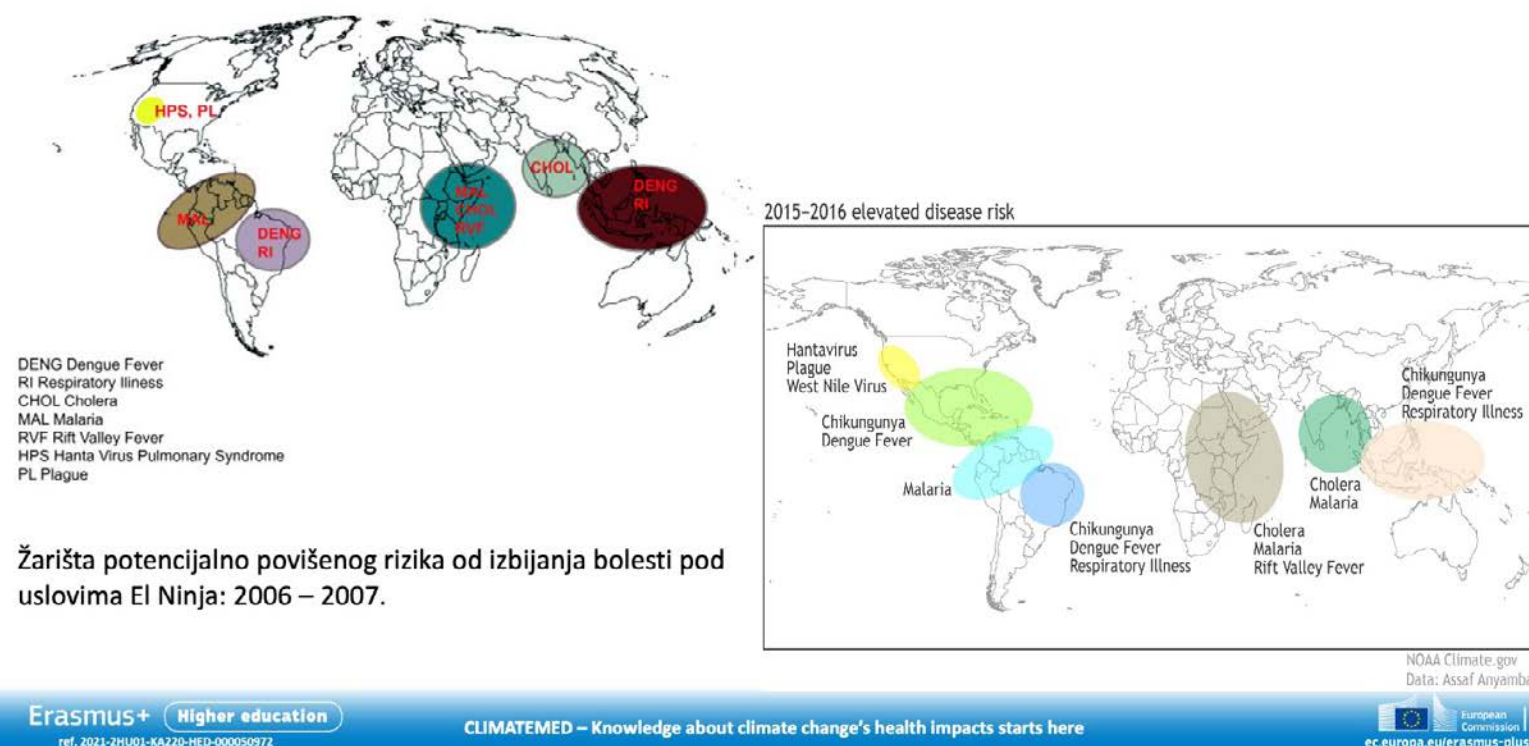 HPS, PL
MAL
DENG
RI
MAL
CHOL
RVF
CHOL
DENG
RI
DENG Dengue Fever
RI Respiratory Illness
CHOL Cholera
MAL Malaria
RVF Rift Valley Fever
HPS Hanta Virus Pulmonary Syndrome
PL Plague
Žarišta potencijalno povišenog rizika od izbijanja bolesti pod
uslovima El Ninja: 2006 – 2007.
2015–2016 elevated disease risk
Hantavirus
Plague
West Nile Virus
Chikungunya
Dengue Fever
Malaria
Chikungunya
Dengue Fever
Respiratory Illness
Cholera
Malaria
Rift Valley Fever
Cholera
Malaria
Chikungunya
Dengue Fever
Respiratory Illness
NOAA Climate.gov
Data: Assaf Anyamba
Erasmus+ Higher education
ref. 2021-2HU01-KA220-HED-000050972
CLIMATEMED – Knowledge about climate change's health impacts starts here
European
Commission
ec.europa.eu/erasmus-plus